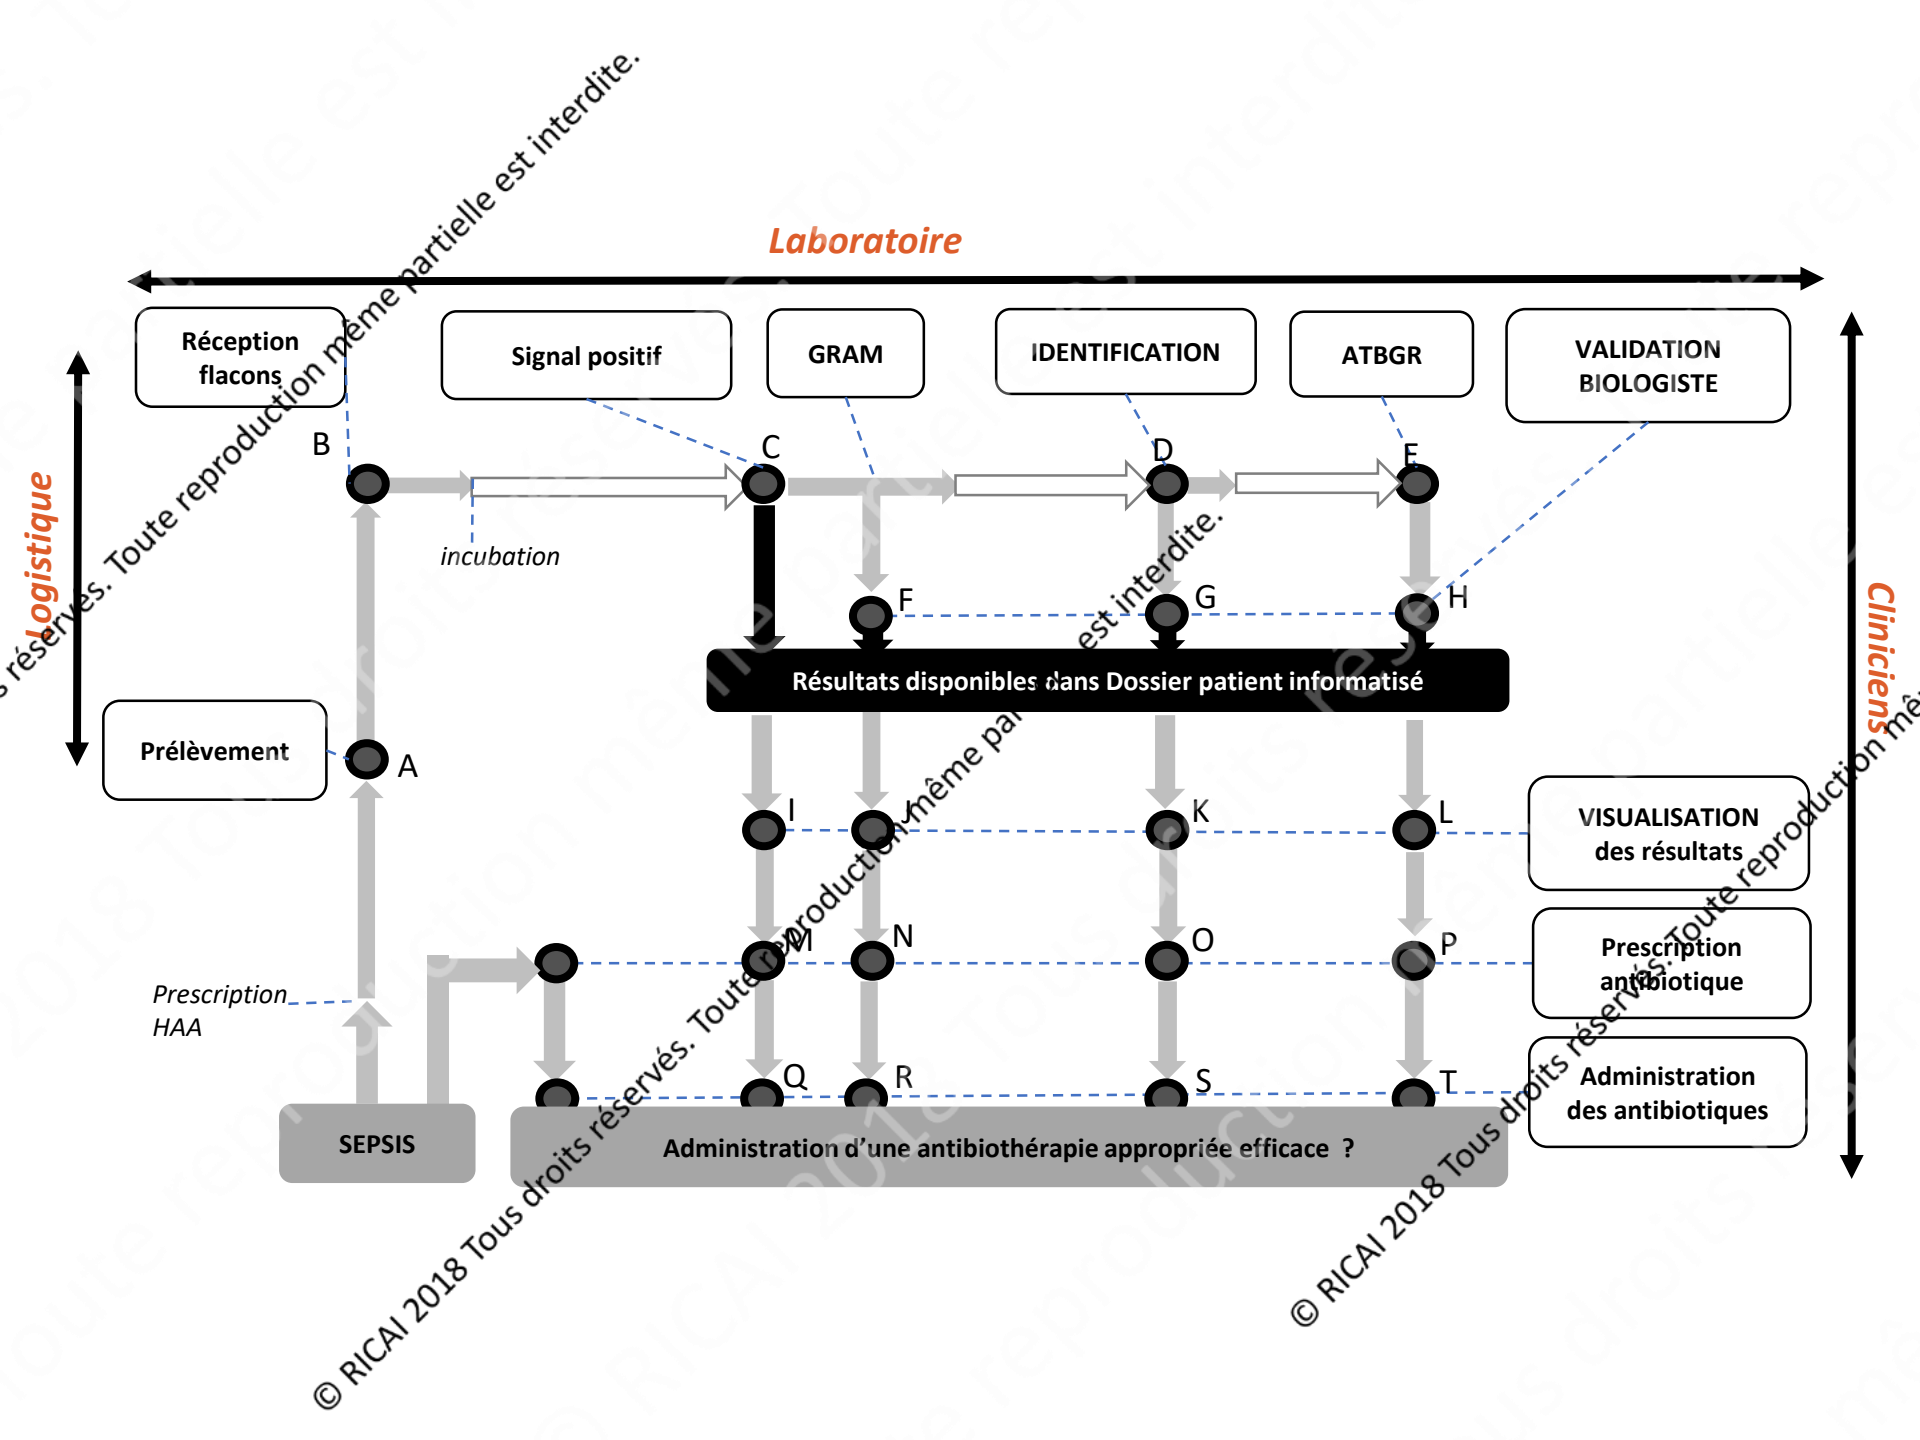 Laboratoire
Réception
flacons
Signal positif
GRAM
IDENTIFICATION
ATBGR
VALIDATION
BIOLOGISTE
B
C
D
E
incubation
Logistique
Cliniciens
F
G
H
Résultats disponibles dans Dossier patient informatisé
Prélèvement
A
I
J
K
L
VISUALISATION
des résultats
M
N
O
P
Prescription
antibiotique
Prescription
HAA
Q
R
S
T
Administration
des antibiotiques
SEPSIS
Administration d'une antibiothérapie appropriée efficace ?
réservés. Toute reproduction même partielle est interdite.
© RICAI 2018 Tous droits réservés. Toute reproduction même partielle est interdite.
© RICAI 2018 Tous droits réservés. Toute reproduction